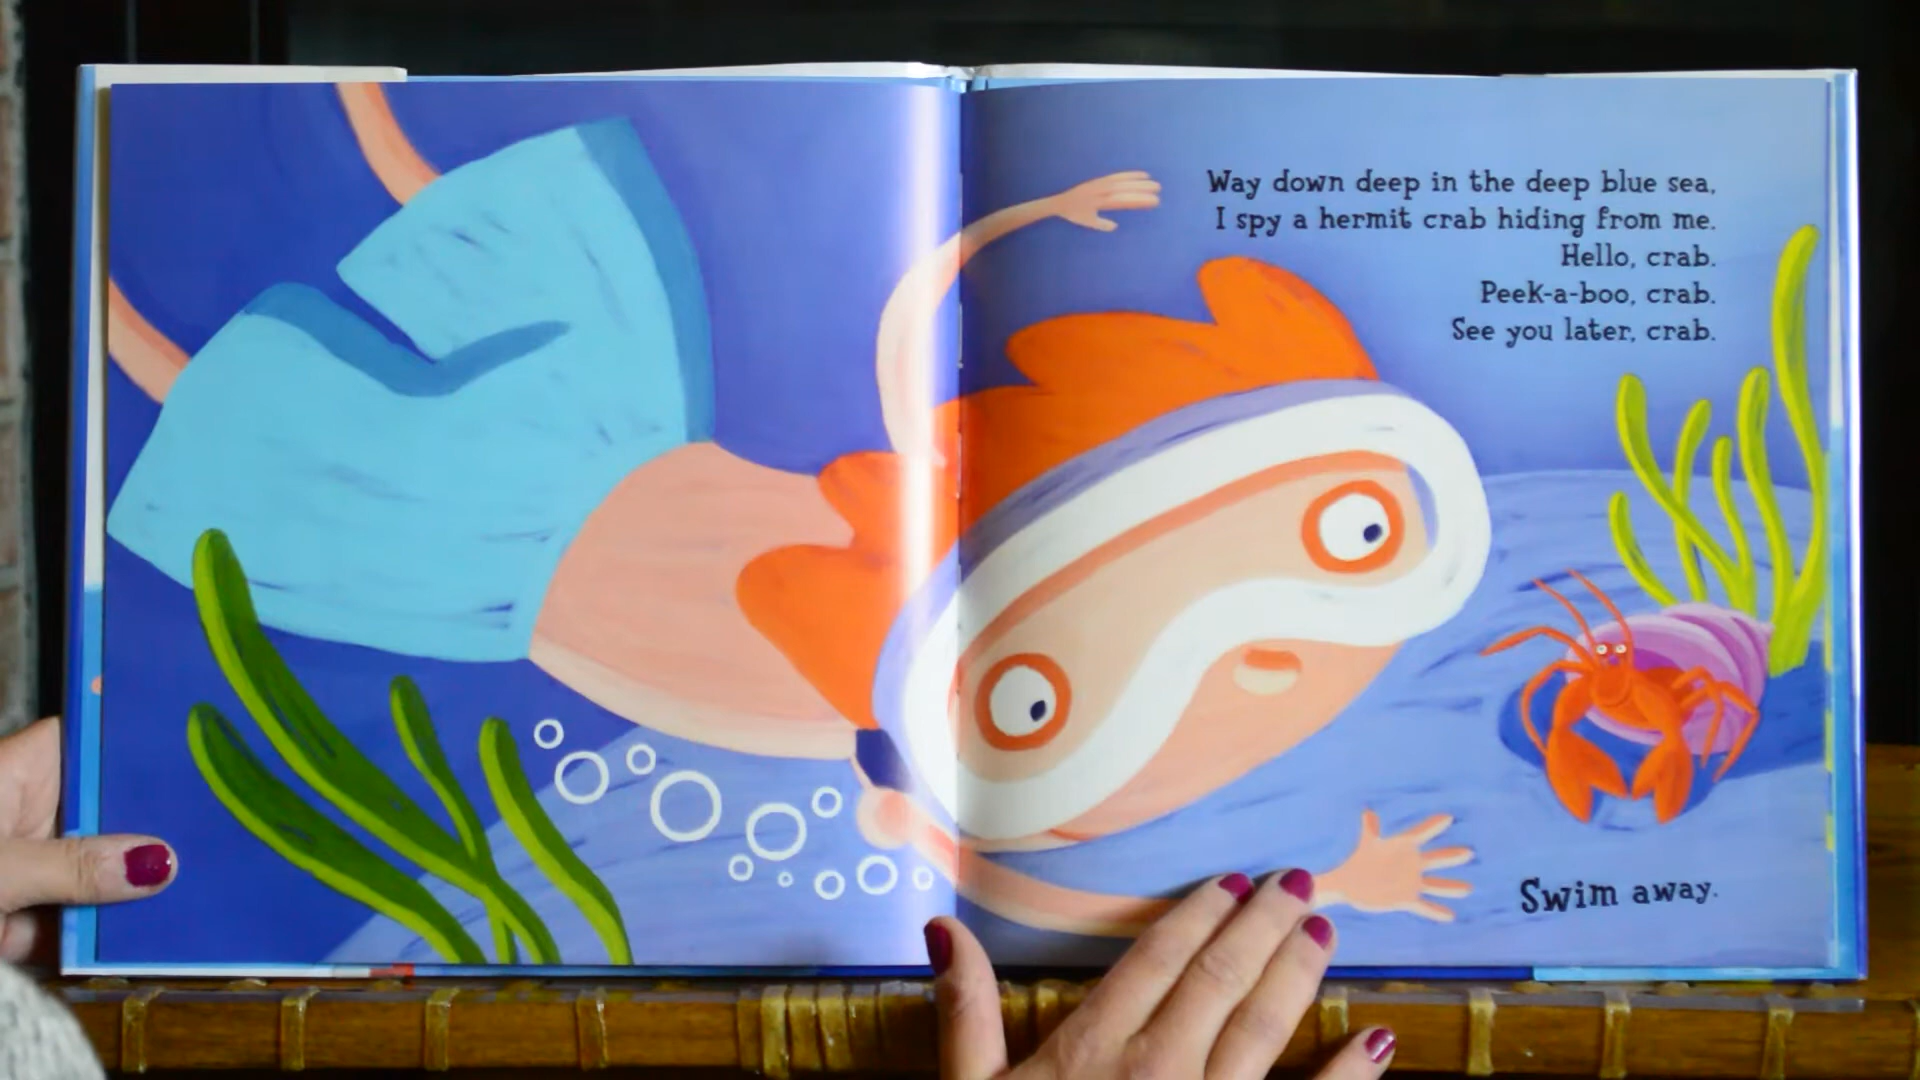 Way down deep in the deep blue sea,
I spy a hermit crab hiding from me.
Hello, crab.
Peek-a-boo, crab.
See you later, crab.
Swim away.